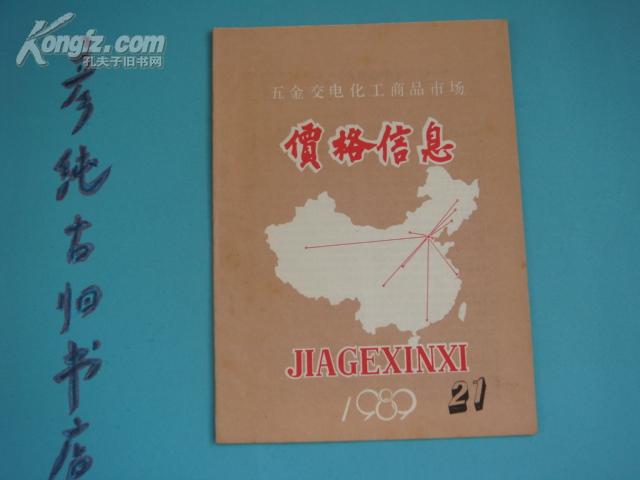 Kongfz.com
孔夫子旧书网
彦纯古旧书店
五金交电化工商品市场
價格信息
JIAGEXINXI
1989 21